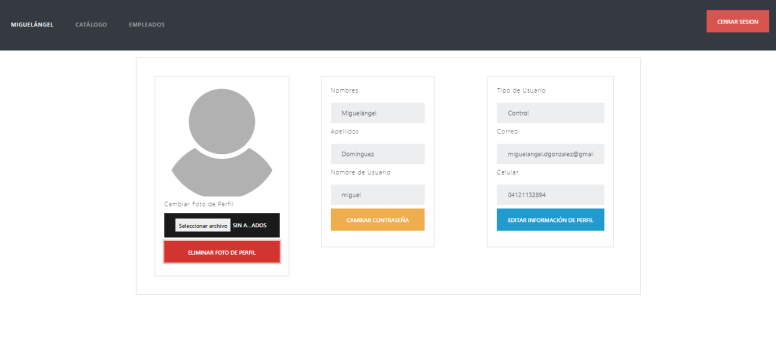 MIGUELÁNGEL CATÁLOGO EMPLEADOS CERRAR SESION
Cambiar Foto de Perfil
Seleccionar archivo SIN A...ADOS
ELIMINAR FOTO DE PERFIL
Nombres
Miguelángel
Apellidos
Dominguez
Nombre de Usuario
miguel
CAMBIAR CONTRASEÑA
Tipo de Usuario
Control
Correo
miguelangel.dgonzalez@gmai
Celular
04121132894
EDITAR INFORMACIÓN DE PERFIL